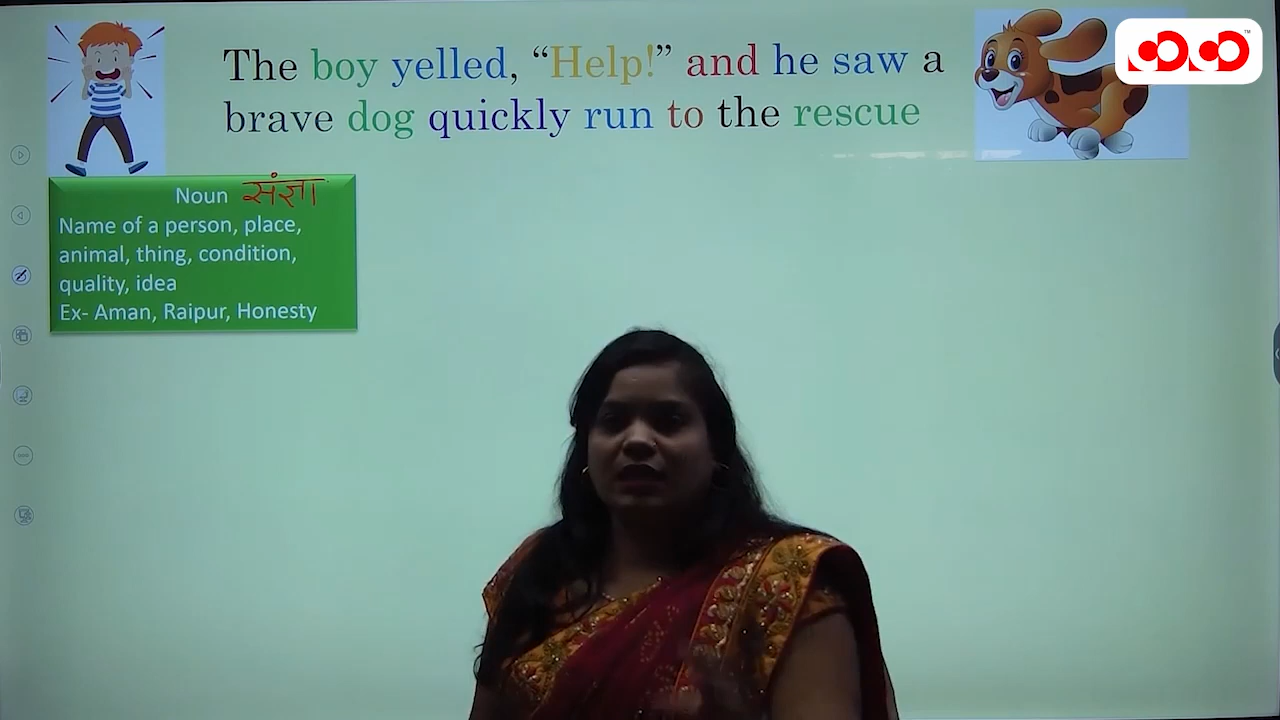 The boy yelled, “Help!” and he saw a
brave dog quickly run to the rescue
Noun संज्ञा
Name of a person, place,
animal, thing, condition,
quality, idea
Ex- Aman, Raipur, Honesty